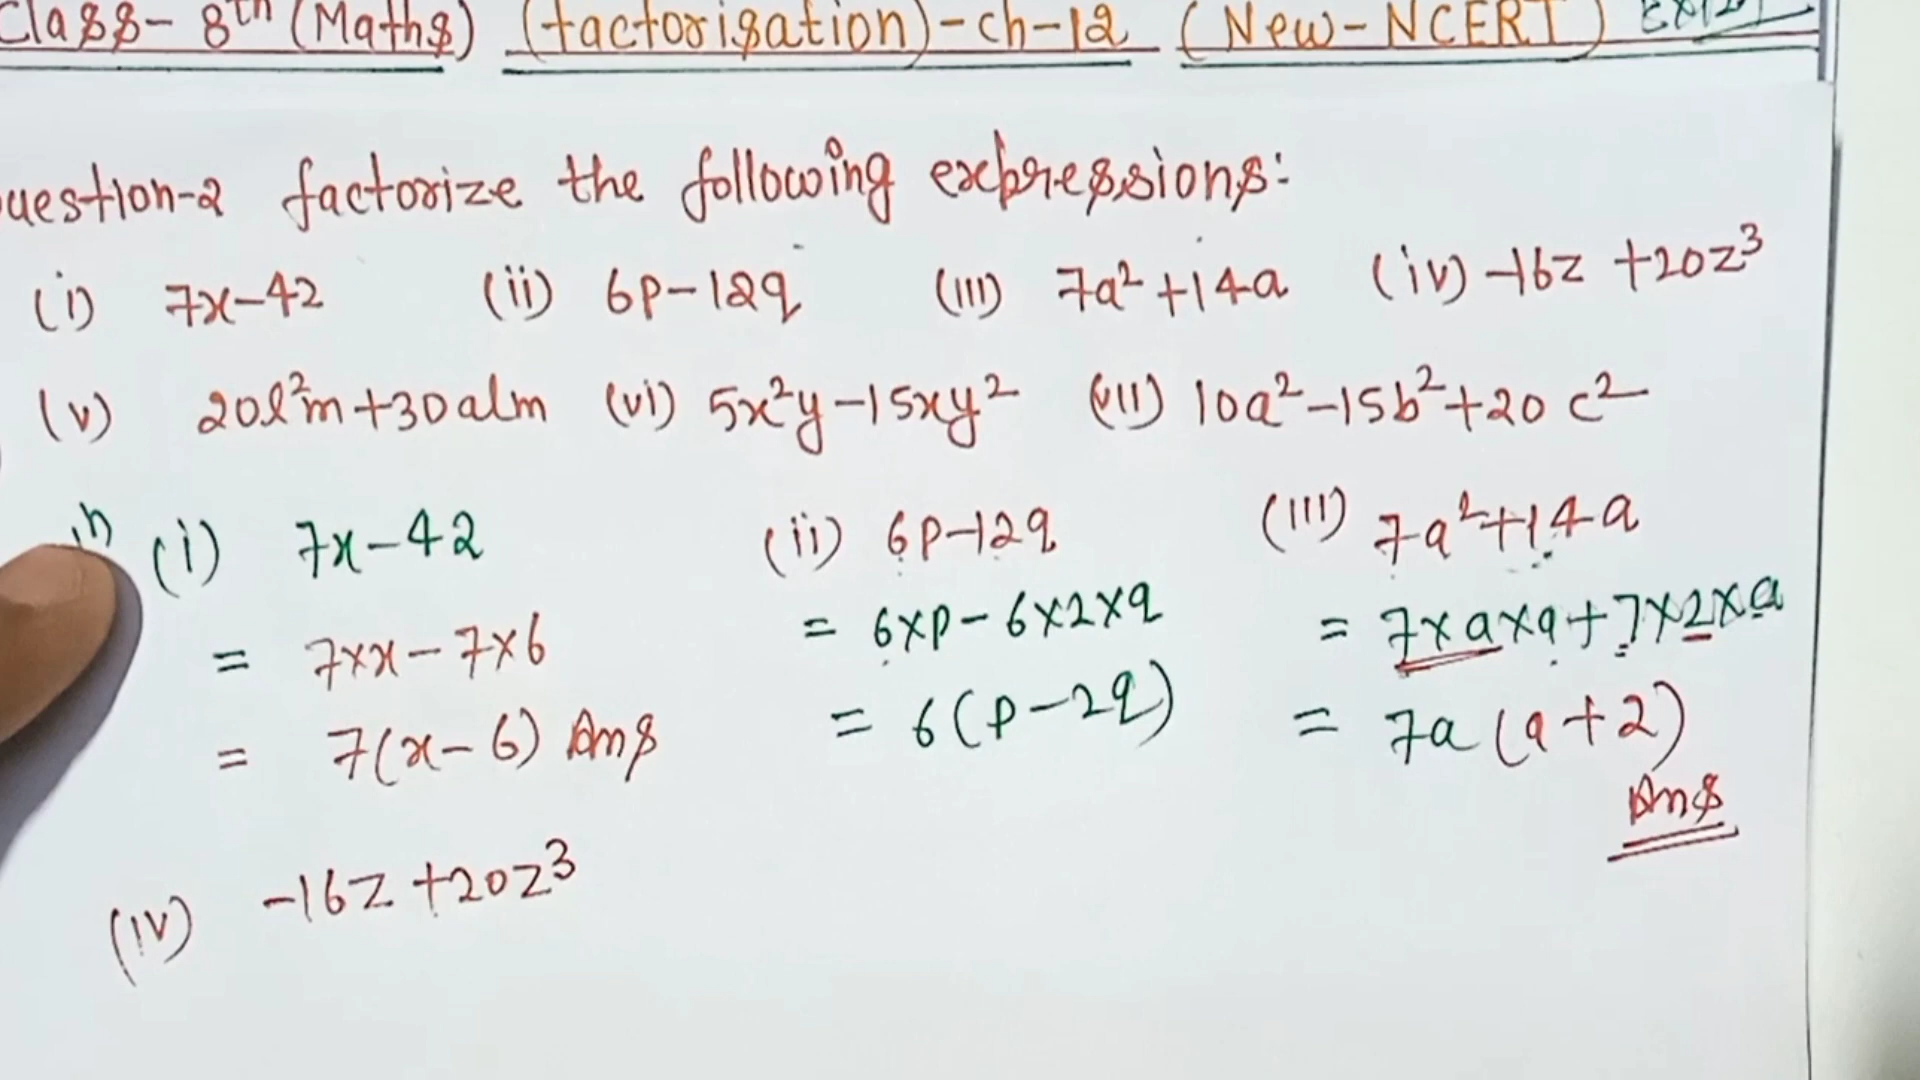 Class- 8th (Maths) (factorisation)-ch-12 (New-NCERT)
uestion-2 factorize the following expressions:
(i) 7x-42 (ii) 6p-12q (iii) 7a²+14a (iv) -16z +20z³
(v) 20l²m+30alm (vi) 5x²y-15xy² (vii) 10a²-15b²+20c²
(i) 7x-42 (ii) 6p-12q (iii) 7a²+14a
= 7×x-7×6 = 6×p-6×2×q = 7×a×a+7×2×a
= 7(x-6) Ans = 6(p-2q) = 7a(a+2)
Ans
(iv) -16z +20z³